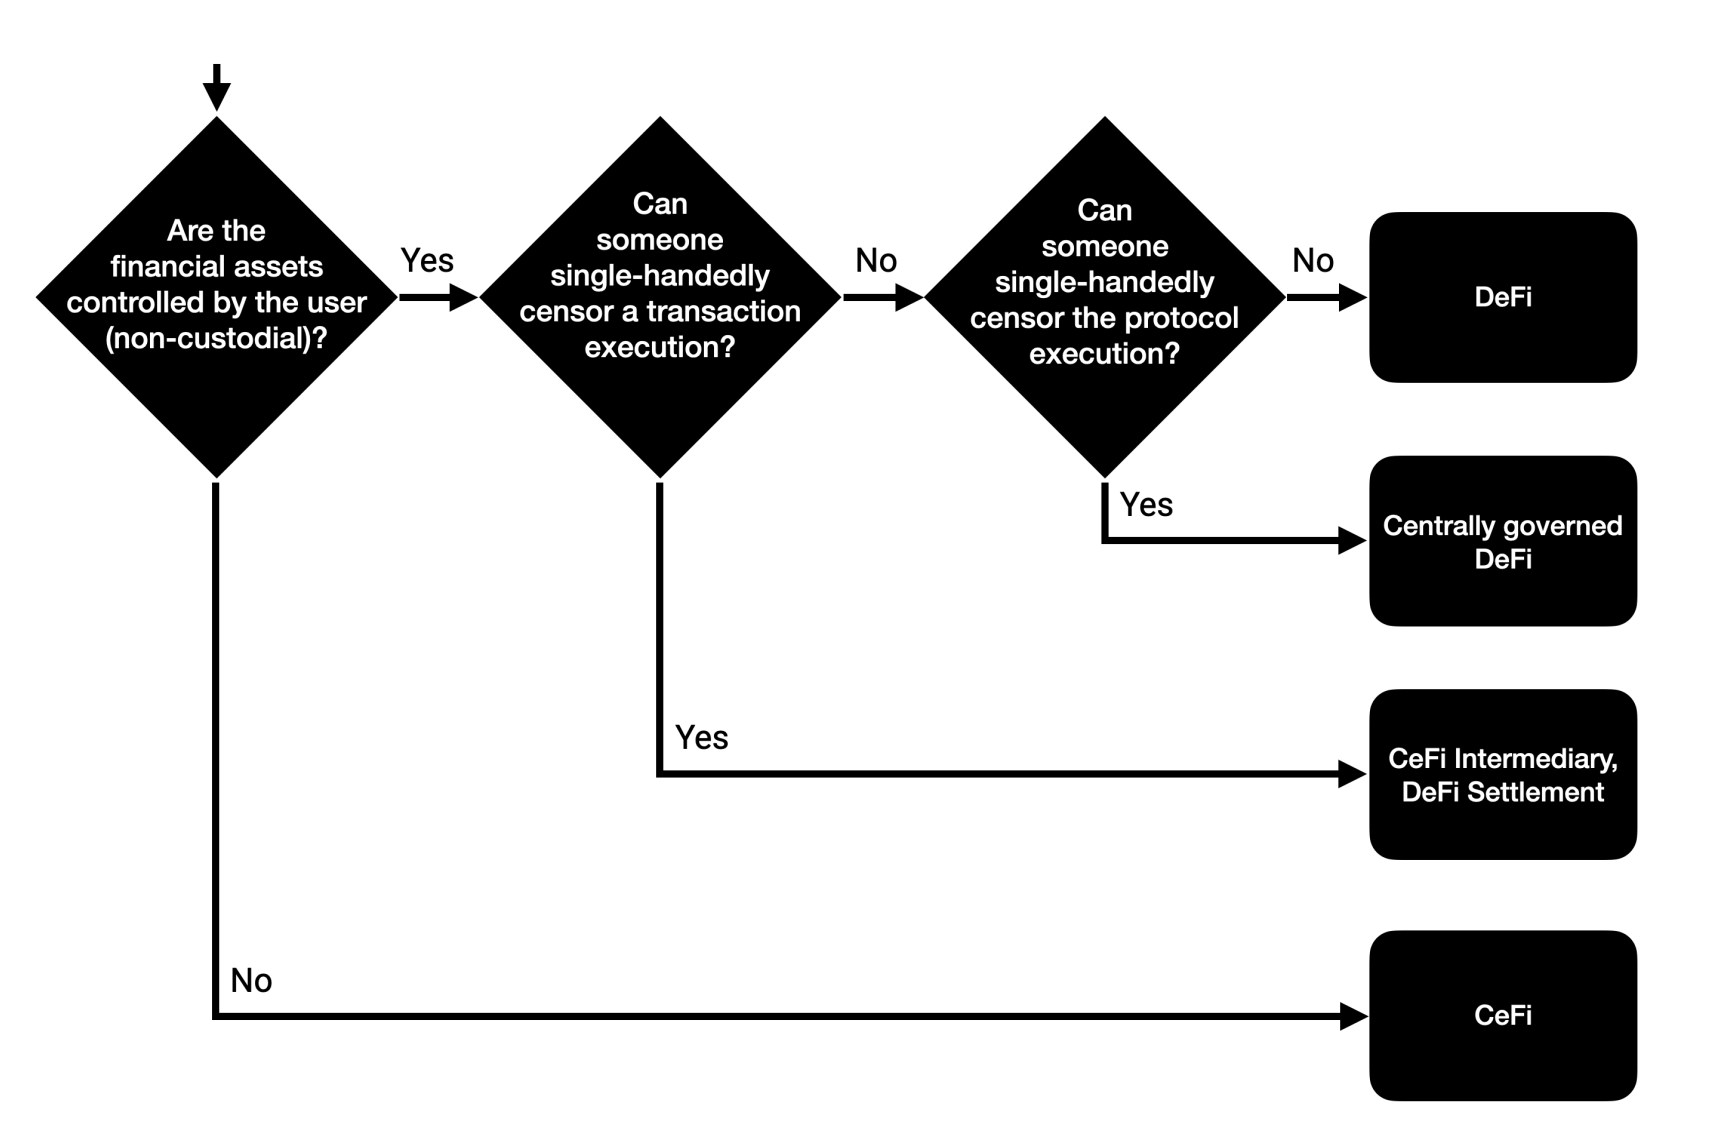 Are the
financial assets
controlled by the user
(non-custodial)?
Yes
Can
someone
single-handedly
censor a transaction
execution?
No
Can
someone
single-handedly
censor the protocol
execution?
No
DeFi
Yes
Centrally governed
DeFi
Yes
CeFi Intermediary,
DeFi Settlement
No
CeFi